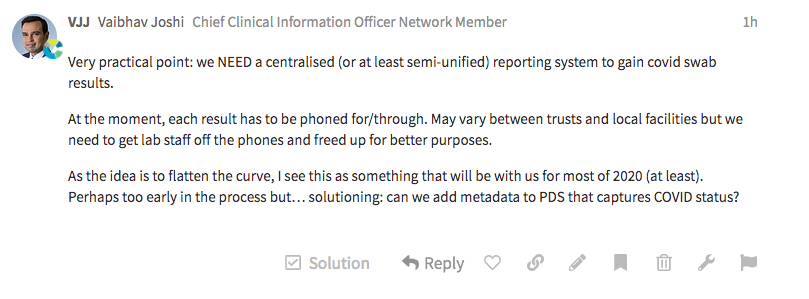 VJJ Vaibhav Joshi Chief Clinical Information Officer Network Member 1h
Very practical point: we NEED a centralised (or at least semi-unified) reporting system to gain covid swab
results.
At the moment, each result has to be phoned for/through. May vary between trusts and local facilities but we
need to get lab staff off the phones and freed up for better purposes.
As the idea is to flatten the curve, I see this as something that will be with us for most of 2020 (at least).
Perhaps too early in the process but… solutioning: can we add metadata to PDS that captures COVID status?
Solution Reply